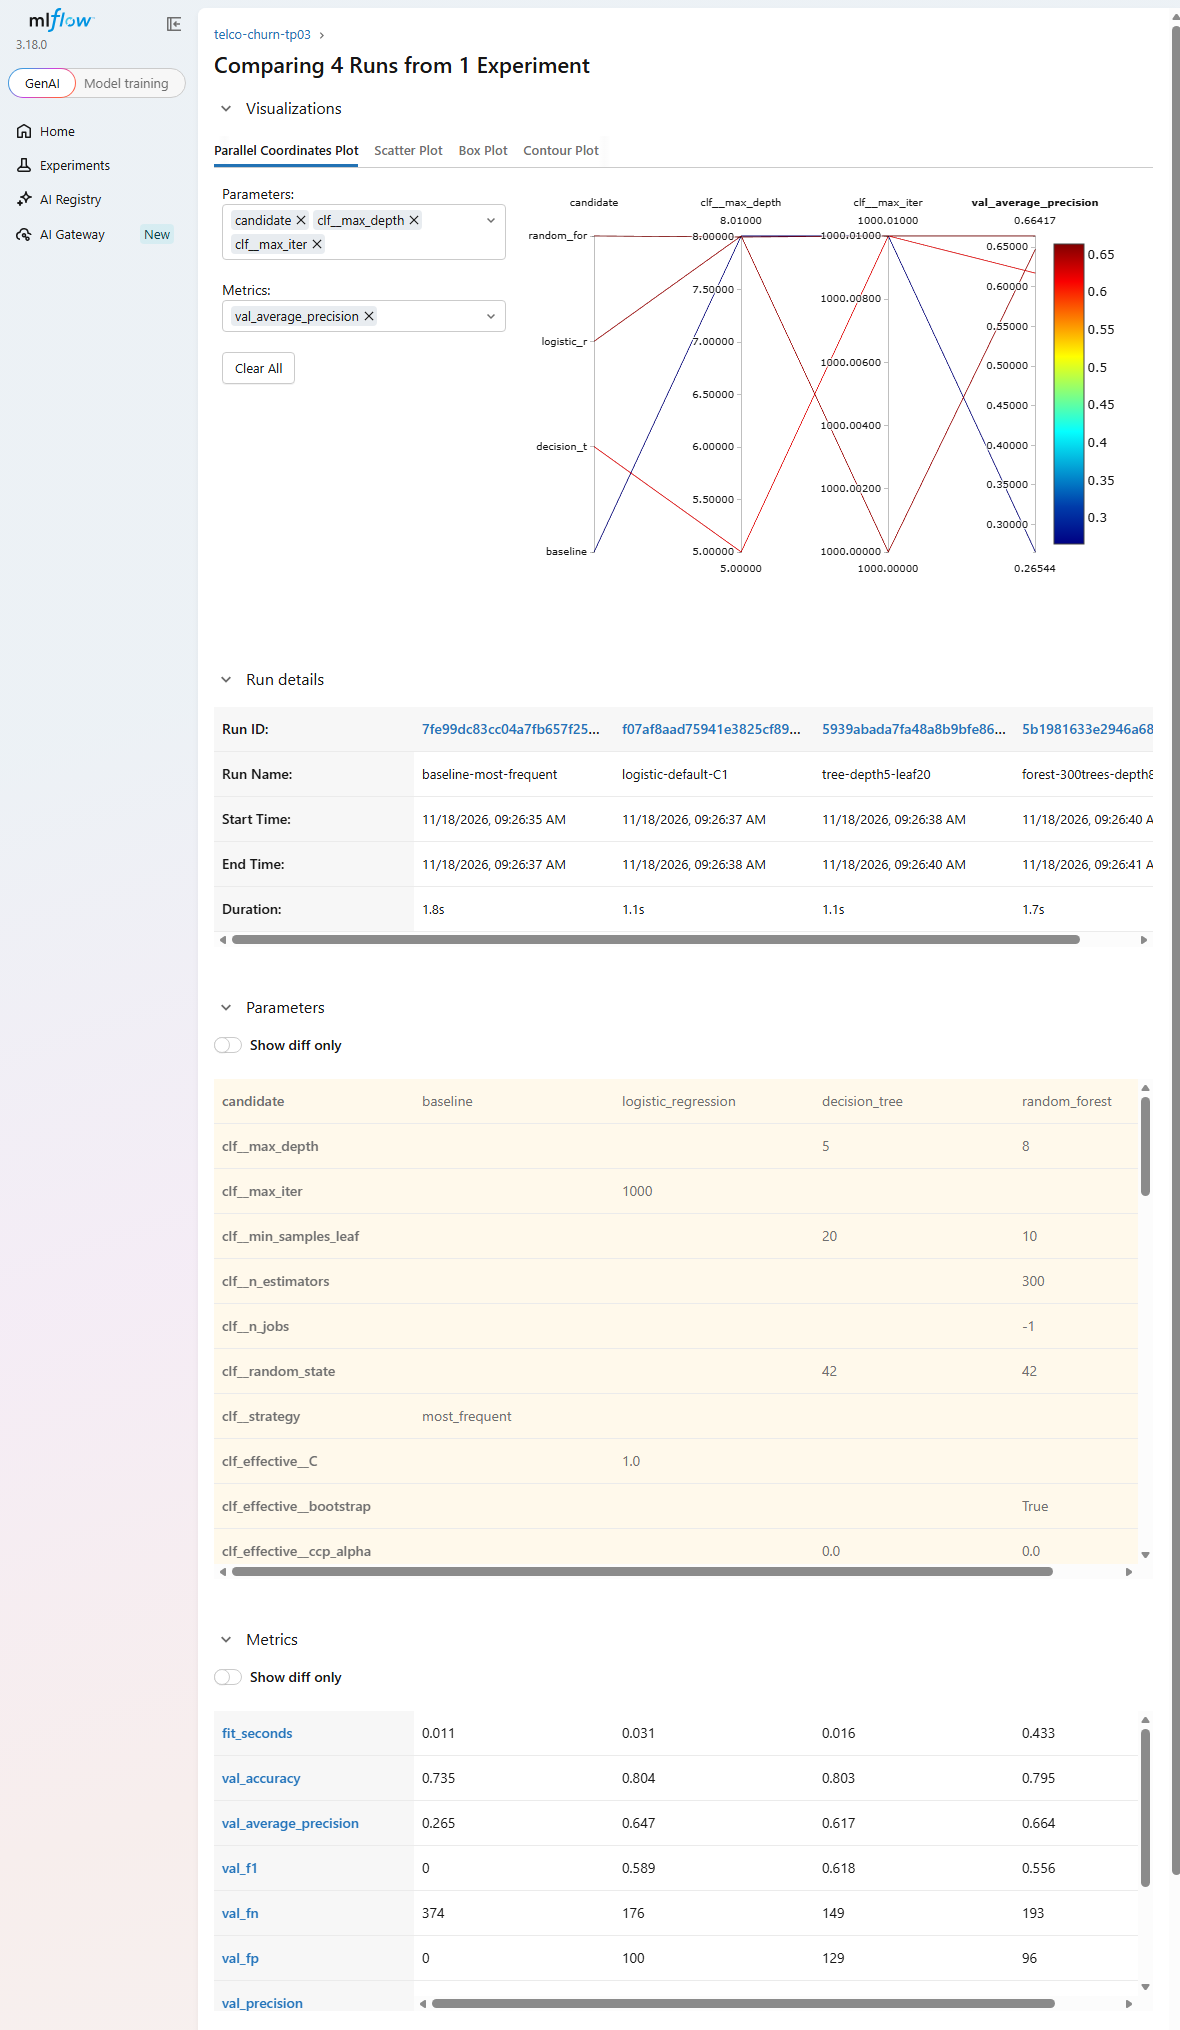 mlflow
3.18.0
GenAI
Model training
Home
Experiments
AI Registry
AI Gateway New
telco-churn-tp03
Comparing 4 Runs from 1 Experiment
Visualizations
Parallel Coordinates Plot Scatter Plot Box Plot Contour Plot
Parameters:
candidate clf__max_depth
clf__max_iter
Metrics:
val_average_precision
Clear All
candidate
random_for
logistic_r
decision_t
baseline
clf__max_depth
8.01000
8.00000
7.50000
7.00000
6.50000
6.00000
5.50000
5.00000
5.00000
clf__max_iter
1000.01000
1000.01000
1000.00800
1000.00600
1000.00400
1000.00200
1000.00000
1000.00000
val_average_precision
0.66417
0.65000
0.60000
0.55000
0.50000
0.45000
0.40000
0.35000
0.30000
0.26544
0.65
0.6
0.55
0.5
0.45
0.4
0.35
0.3
Run details
Run ID: 7fe99dc83cc04a7fb657f25... f07af8aad75941e3825cf89... 5939abada7fa48a8b9bfe86... 5b1981633e2946a68
Run Name: baseline-most-frequent logistic-default-C1 tree-depth5-leaf20 forest-300trees-depth8
Start Time: 11/18/2026, 09:26:35 AM 11/18/2026, 09:26:37 AM 11/18/2026, 09:26:38 AM 11/18/2026, 09:26:40 A
End Time: 11/18/2026, 09:26:37 AM 11/18/2026, 09:26:38 AM 11/18/2026, 09:26:40 AM 11/18/2026, 09:26:41 A
Duration: 1.8s 1.1s 1.1s 1.7s
Parameters
Show diff only
candidate baseline logistic_regression decision_tree random_forest
clf__max_depth 5 8
clf__max_iter 1000
clf__min_samples_leaf 20 10
clf__n_estimators 300
clf__n_jobs -1
clf__random_state 42 42
clf__strategy most_frequent
clf_effective__C 1.0
clf_effective__bootstrap True
clf_effective__ccp_alpha 0.0 0.0
Metrics
Show diff only
fit_seconds 0.011 0.031 0.016 0.433
val_accuracy 0.735 0.804 0.803 0.795
val_average_precision 0.265 0.647 0.617 0.664
val_f1 0 0.589 0.618 0.556
val_fn 374 176 149 193
val_fp 0 100 129 96
val_precision